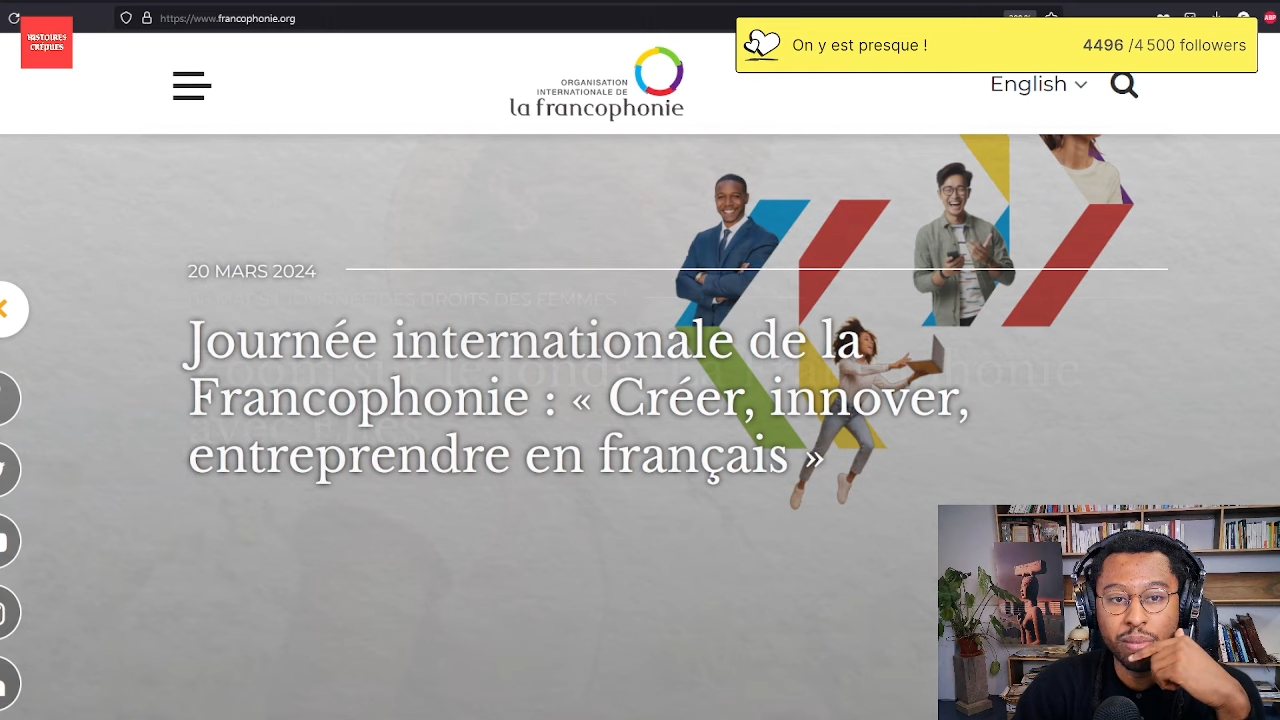 https://www.francophonie.org
HISTOIRES
CRÉPUES
On y est presque !
4496 /4 500 followers
ORGANISATION
INTERNATIONALE DE
la francophonie
English
20 MARS 2024
Journée internationale de la
Francophonie : « Créer, innover,
entreprendre en français »